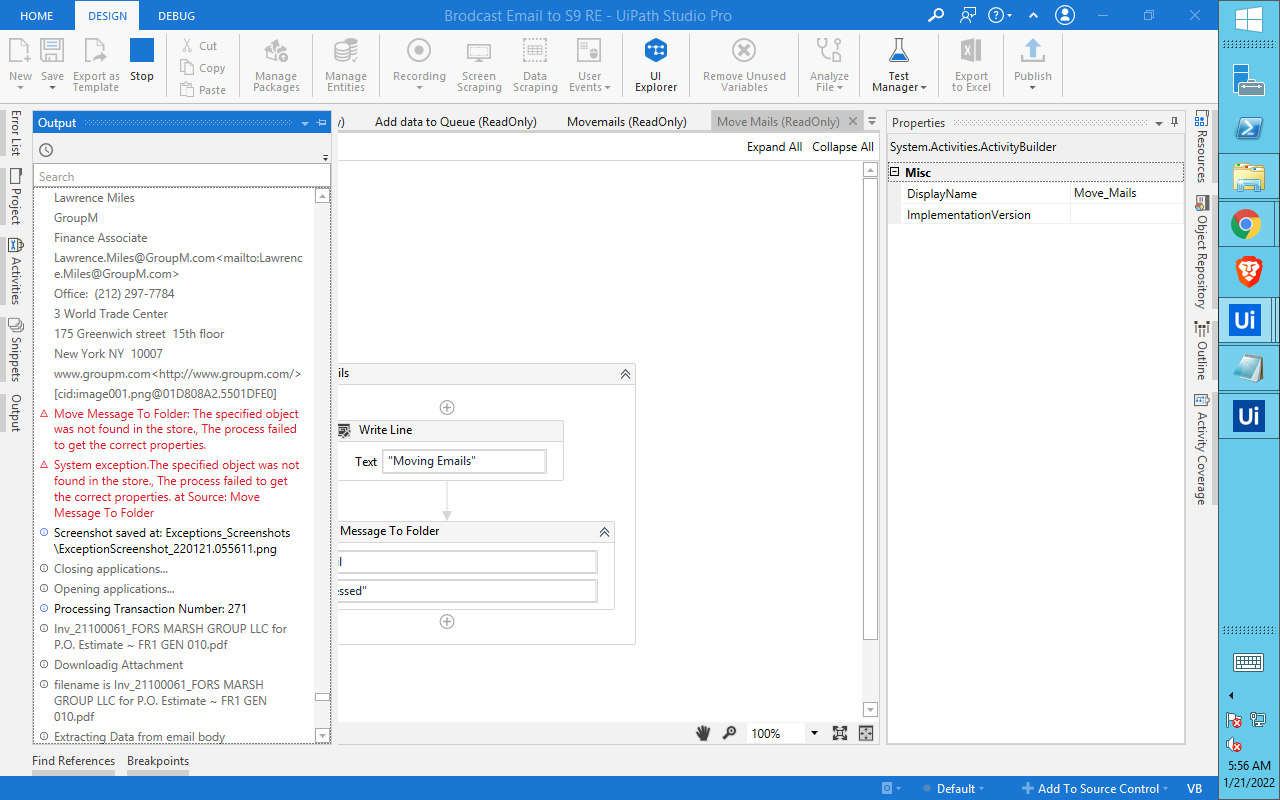 HOME DESIGN DEBUG Brodcast Email to S9 RE - UiPath Studio Pro
New Save Export as Template Stop Cut Copy Paste Manage Packages Manage Entities Recording Screen Scraping Data Scraping User Events UI Explorer Remove Unused Variables Analyze File Test Manager Export to Excel Publish
Error List
Project
Activities
Snippets
Output
Output
Search
Lawrence Miles
GroupM
Finance Associate
Lawrence.Miles@GroupM.com<mailto:Lawrenc
e.Miles@GroupM.com>
Office: (212) 297-7784
3 World Trade Center
175 Greenwich street 15th floor
New York NY 10007
www.groupm.com<http://www.groupm.com/>
[cid:image001.png@01D808A2.5501DFE0]
Move Message To Folder: The specified object
was not found in the store., The process failed
to get the correct properties.
System exception.The specified object was not
found in the store., The process failed to get
the correct properties. at Source: Move
Message To Folder
Screenshot saved at: Exceptions_Screenshots
\ExceptionScreenshot_220121.055611.png
Closing applications...
Opening applications...
Processing Transaction Number: 271
Inv_21100061_FORS MARSH GROUP LLC for
P.O. Estimate ~ FR1 GEN 010.pdf
Downloadig Attachment
filename is Inv_21100061_FORS MARSH
GROUP LLC for P.O. Estimate ~ FR1 GEN
010.pdf
Extracting Data from email body
Find References Breakpoints
y) Add data to Queue (ReadOnly) Movemails (ReadOnly) Move Mails (ReadOnly)
Expand All Collapse All
ils
Write Line
Text "Moving Emails"
Message To Folder
il
essed"
100%
Properties
System.Activities.ActivityBuilder
Misc
DisplayName Move_Mails
ImplementationVersion
Resources
Object Repository
Outline
Activity Coverage
Default Add To Source Control VB
Ui
Ui
5:56 AM
1/21/2022